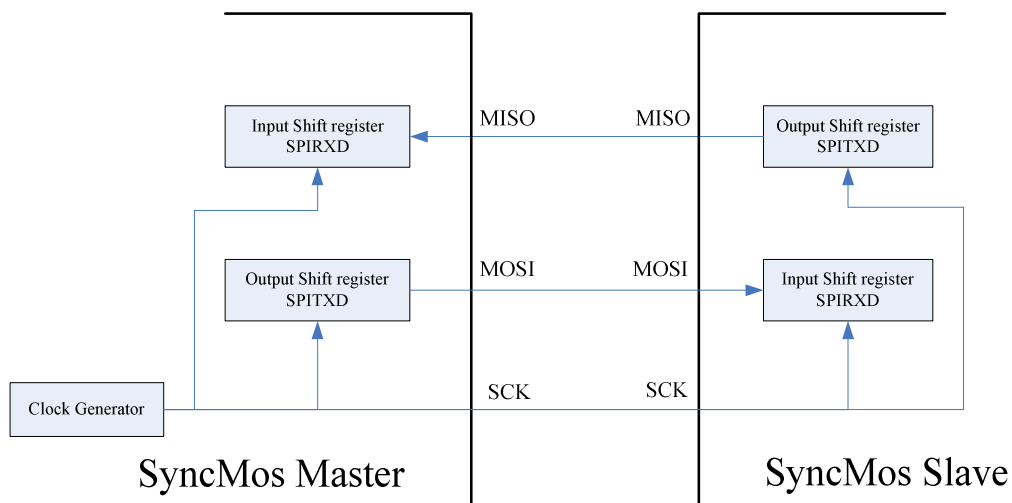 Input Shift register
SPIRXD
MISO
MISO
Output Shift register
SPITXD
Output Shift register
SPITXD
MOSI
MOSI
Input Shift register
SPIRXD
Clock Generator
SCK
SCK
SyncMos Master
SyncMos Slave